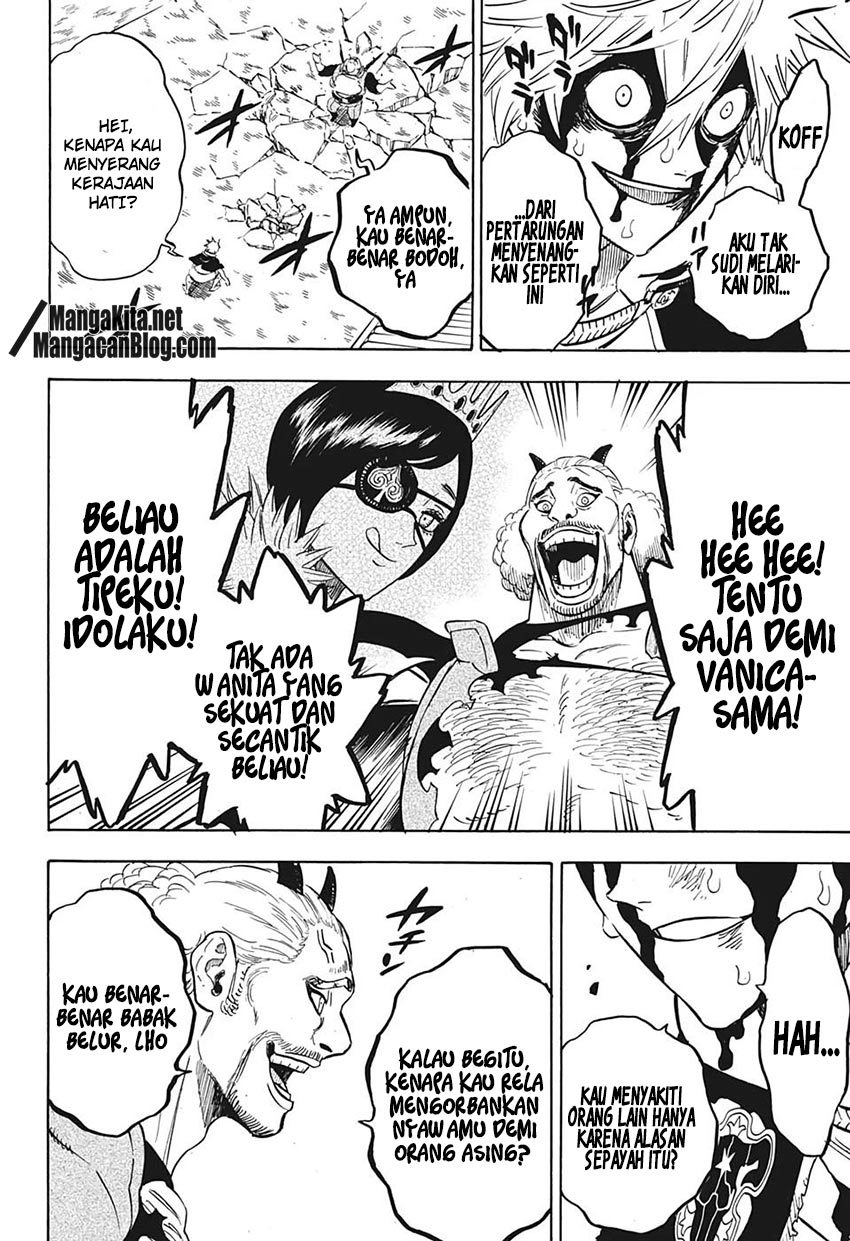 KOFF
AKU TAK
SUDI MELARI-
KAN DIRI...
...DARI
PERTARUNGAN
MENYENANG-
KAN SEPERTI
INI
YA AMPUN,
KAU BENAR-
BENAR BODOH,
YA
HEI,
KENAPA KAU
MENYERANG
KERAJAAN
HATI?
MangaKita.net
MangacanBlog.com
HEE
HEE HEE!
TENTU
SAJA DEMI
VANICA-
SAMA!
TAK ADA
WANITA YANG
SEKUAT DAN
SECANTIK
BELIAU!
BELIAU
ADALAH
TIPEKU!
IDOLAKU!
HAH...
KAU MENYAKITI
ORANG LAIN HANYA
KARENA ALASAN
SEPAYAH ITU?
KALAU BEGITU,
KENAPA KAU RELA
MENGORBANKAN
NYAWAMU DEMI
ORANG ASING?
KAU BENAR-
BENAR BABAK
BELUR, LHO